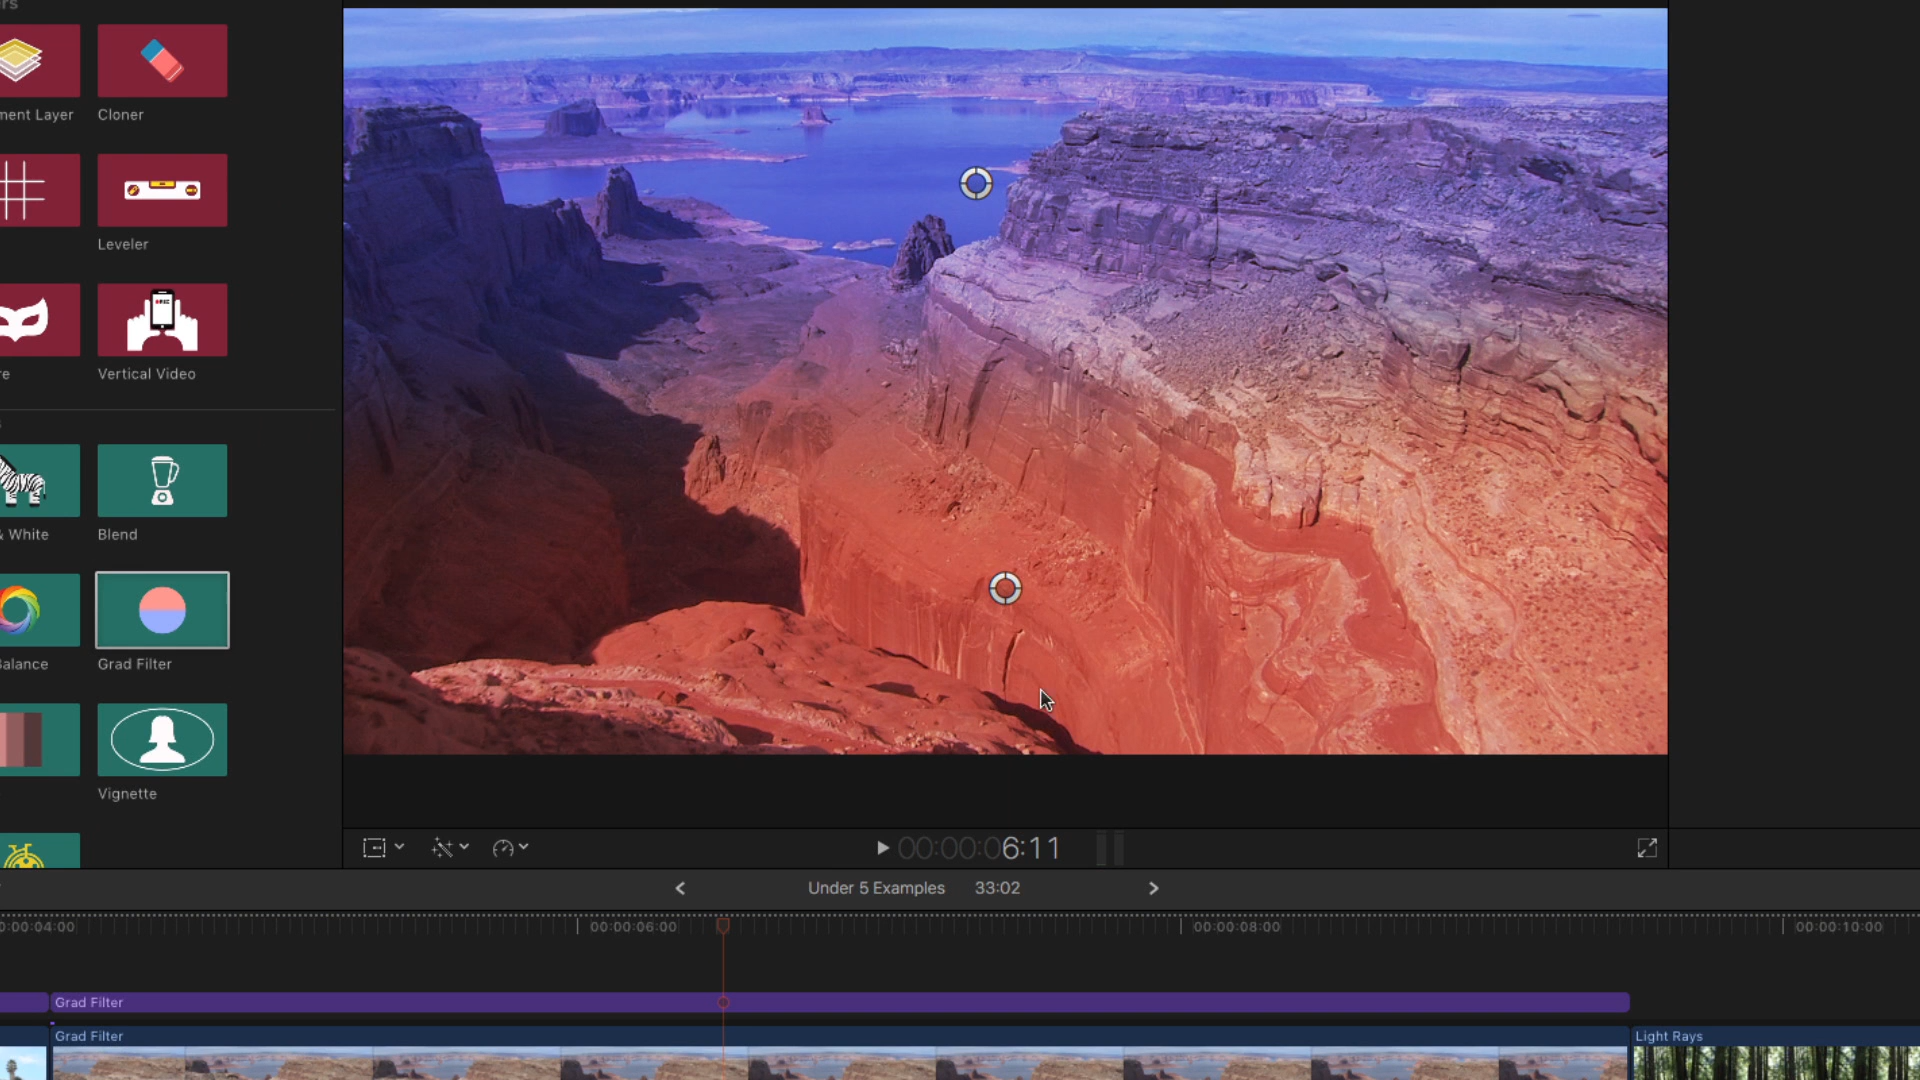 ment Layer
Cloner
Leveler
Vertical Video
& White
Blend
Balance
Grad Filter
Vignette
00:00:06:11
Under 5 Examples 33:02
0:00:04:00
00:00:06:00
00:00:08:00
00:00:10:00
Grad Filter
Grad Filter
Light Rays